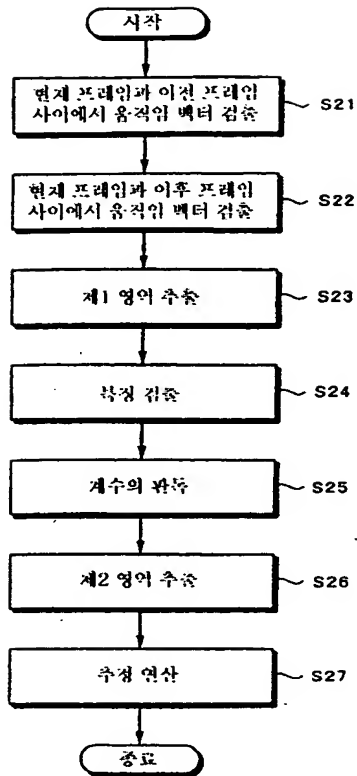 시작
현재 프레임과 이전 프레임
사이에서 움직임 벡터 검출
S21
현재 프레임과 이후 프레임
사이에서 움직임 벡터 검출
S22
제1 영역 추출
S23
특징 검출
S24
계수의 판독
S25
제2 영역 추출
S26
추정 연산
S27
종료